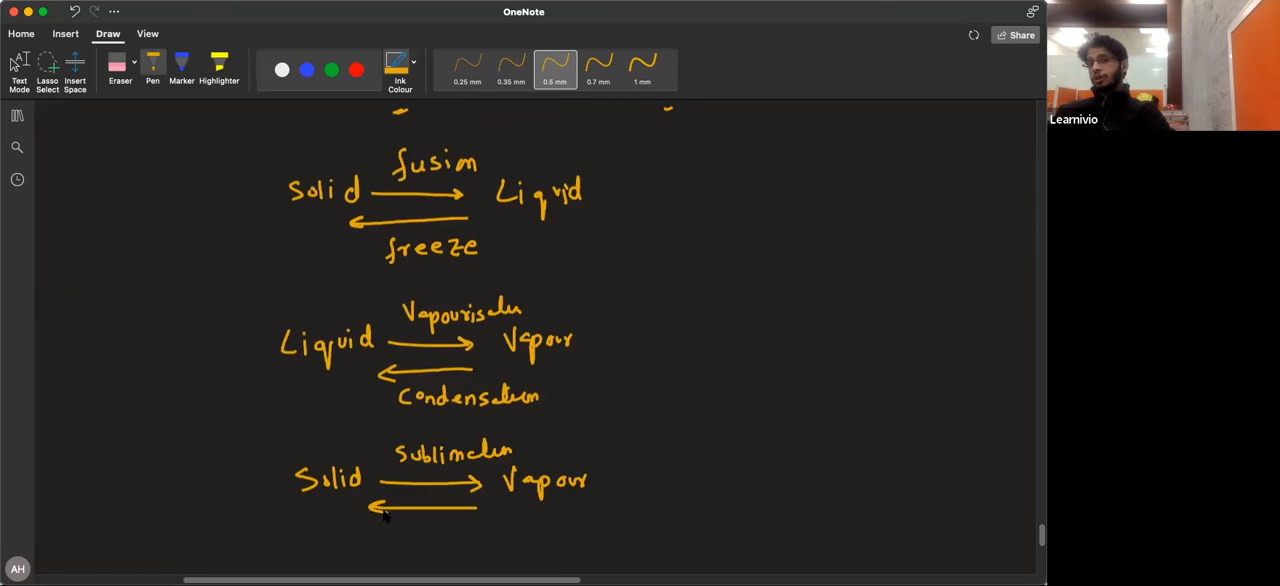 OneNote
Home Insert Draw View
Share
Text Mode
Lasso Select
Insert Space
Eraser
Pen
Marker
Highlighter
Ink Colour
0.25 mm
0.35 mm
0.5 mm
0.7 mm
1 mm
Learnivio
fusion
Solid Liquid
freeze
Vapourisation
Liquid Vapour
Condensation
Sublimation
Solid Vapour
AH